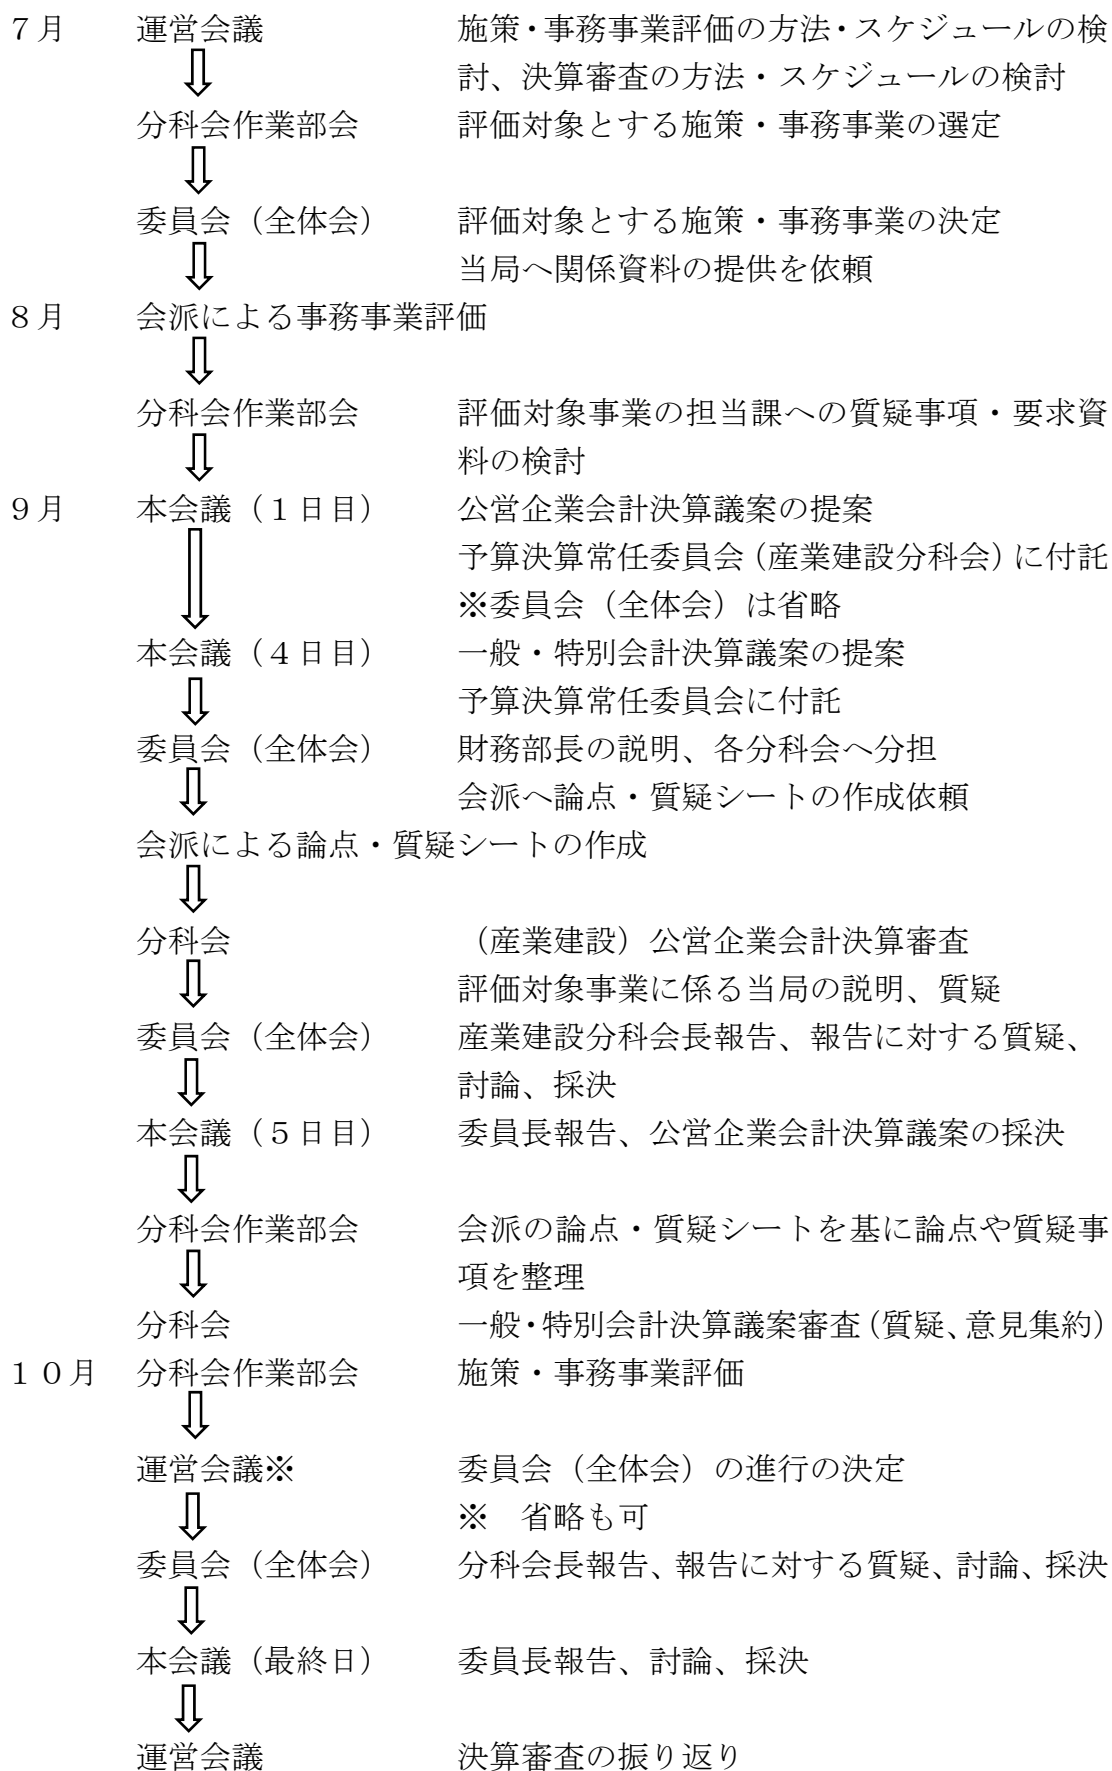 ７月　運営会議　施策・事務事業評価の方法・スケジュールの検
討、決算審査の方法・スケジュールの検討
分科会作業部会　評価対象とする施策・事務事業の選定
委員会（全体会）　評価対象とする施策・事務事業の決定
当局へ関係資料の提供を依頼
８月　会派による事務事業評価
分科会作業部会　評価対象事業の担当課への質疑事項・要求資
料の検討
９月　本会議（１日目）　公営企業会計決算議案の提案
予算決算常任委員会（産業建設分科会）に付託
※委員会（全体会）は省略
本会議（４日目）　一般・特別会計決算議案の提案
予算決算常任委員会に付託
委員会（全体会）　財務部長の説明、各分科会へ分担
会派へ論点・質疑シートの作成依頼
会派による論点・質疑シートの作成
分科会　（産業建設）公営企業会計決算審査
評価対象事業に係る当局の説明、質疑
委員会（全体会）　産業建設分科会長報告、報告に対する質疑、
討論、採決
本会議（５日目）　委員長報告、公営企業会計決算議案の採決
分科会作業部会　会派の論点・質疑シートを基に論点や質疑事
項を整理
分科会　一般・特別会計決算議案審査（質疑、意見集約）
１０月　分科会作業部会　施策・事務事業評価
運営会議※　委員会（全体会）の進行の決定
※　省略も可
委員会（全体会）　分科会長報告、報告に対する質疑、討論、採決
本会議（最終日）　委員長報告、討論、採決
運営会議　決算審査の振り返り